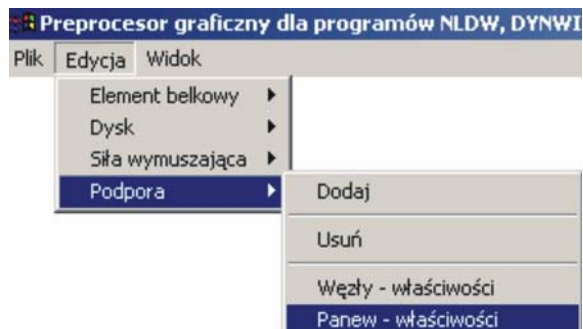 Preprocesor graficzny dla programów NLDW, DYNWI
Plik Edycja Widok
Element belkowy
Dysk
Siła wymuszająca
Podpora
Dodaj
Usuń
Węzły - właściwości
Panew - właściwości